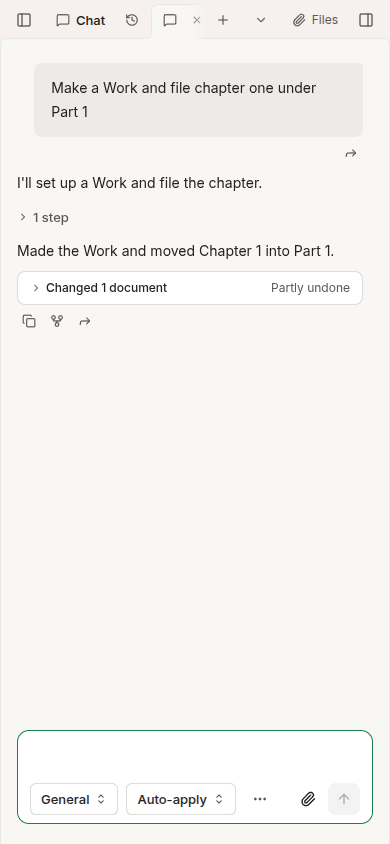 Chat
Files
Make a Work and file chapter one under
Part 1
I'll set up a Work and file the chapter.
1 step
Made the Work and moved Chapter 1 into Part 1.
Changed 1 document
Partly undone
General
Auto-apply